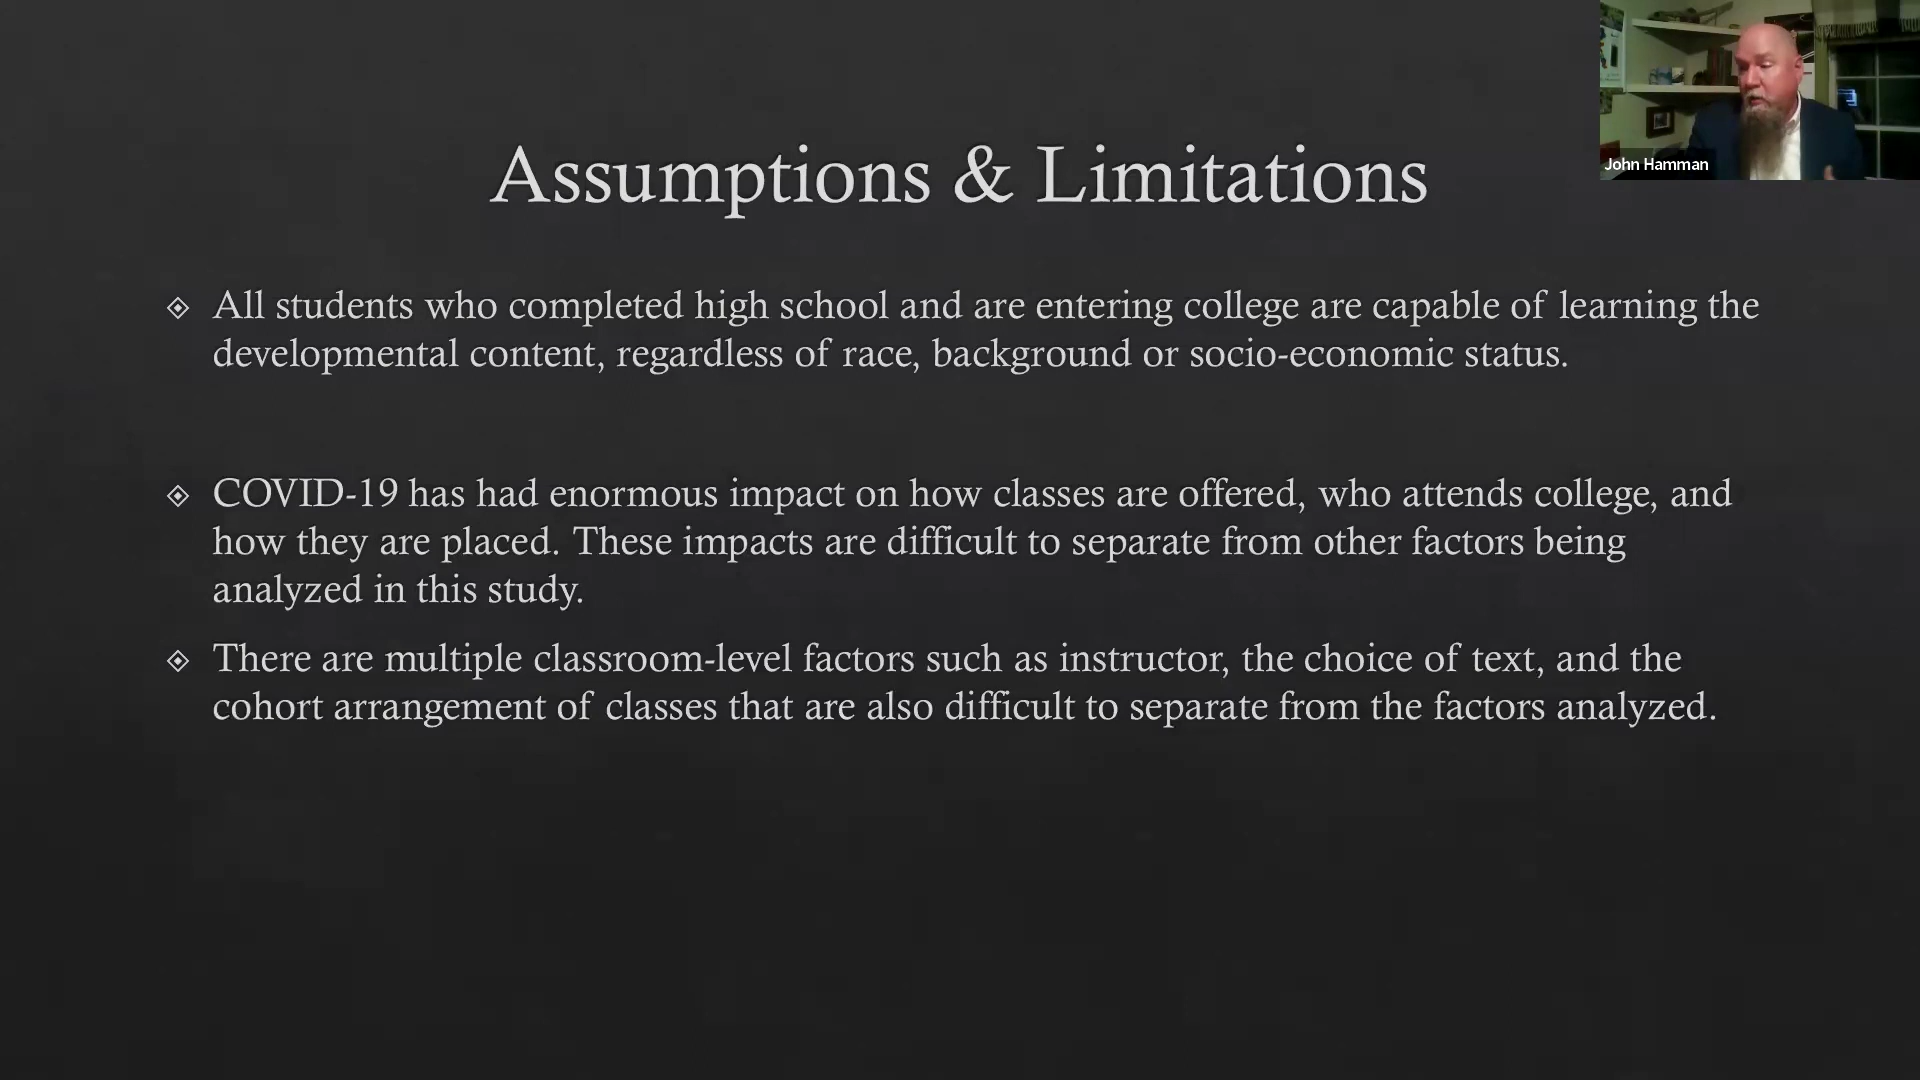 John Hamman
Assumptions & Limitations
All students who completed high school and are entering college are capable of learning the
developmental content, regardless of race, background or socio-economic status.
COVID-19 has had enormous impact on how classes are offered, who attends college, and
how they are placed. These impacts are difficult to separate from other factors being
analyzed in this study.
There are multiple classroom-level factors such as instructor, the choice of text, and the
cohort arrangement of classes that are also difficult to separate from the factors analyzed.